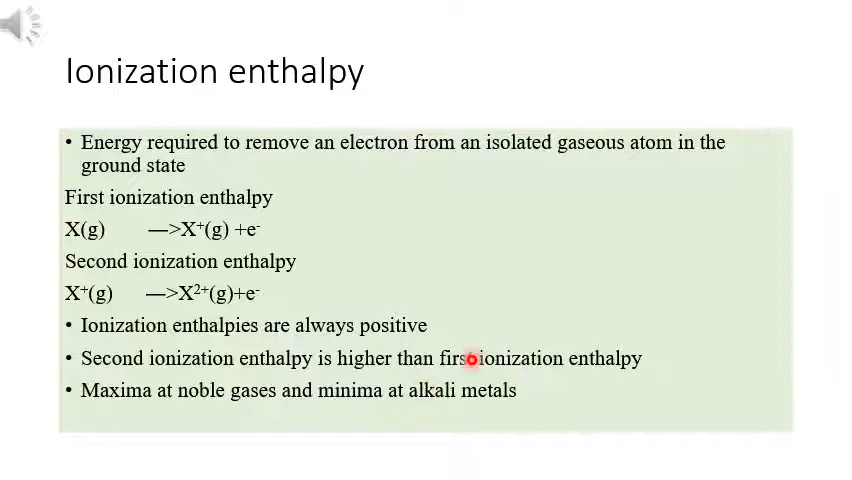 Ionization enthalpy
• Energy required to remove an electron from an isolated gaseous atom in the
ground state
First ionization enthalpy
X(g) —>X⁺(g) +e⁻
Second ionization enthalpy
X⁺(g) —>X²⁺(g)+e⁻
• Ionization enthalpies are always positive
• Second ionization enthalpy is higher than first ionization enthalpy
• Maxima at noble gases and minima at alkali metals